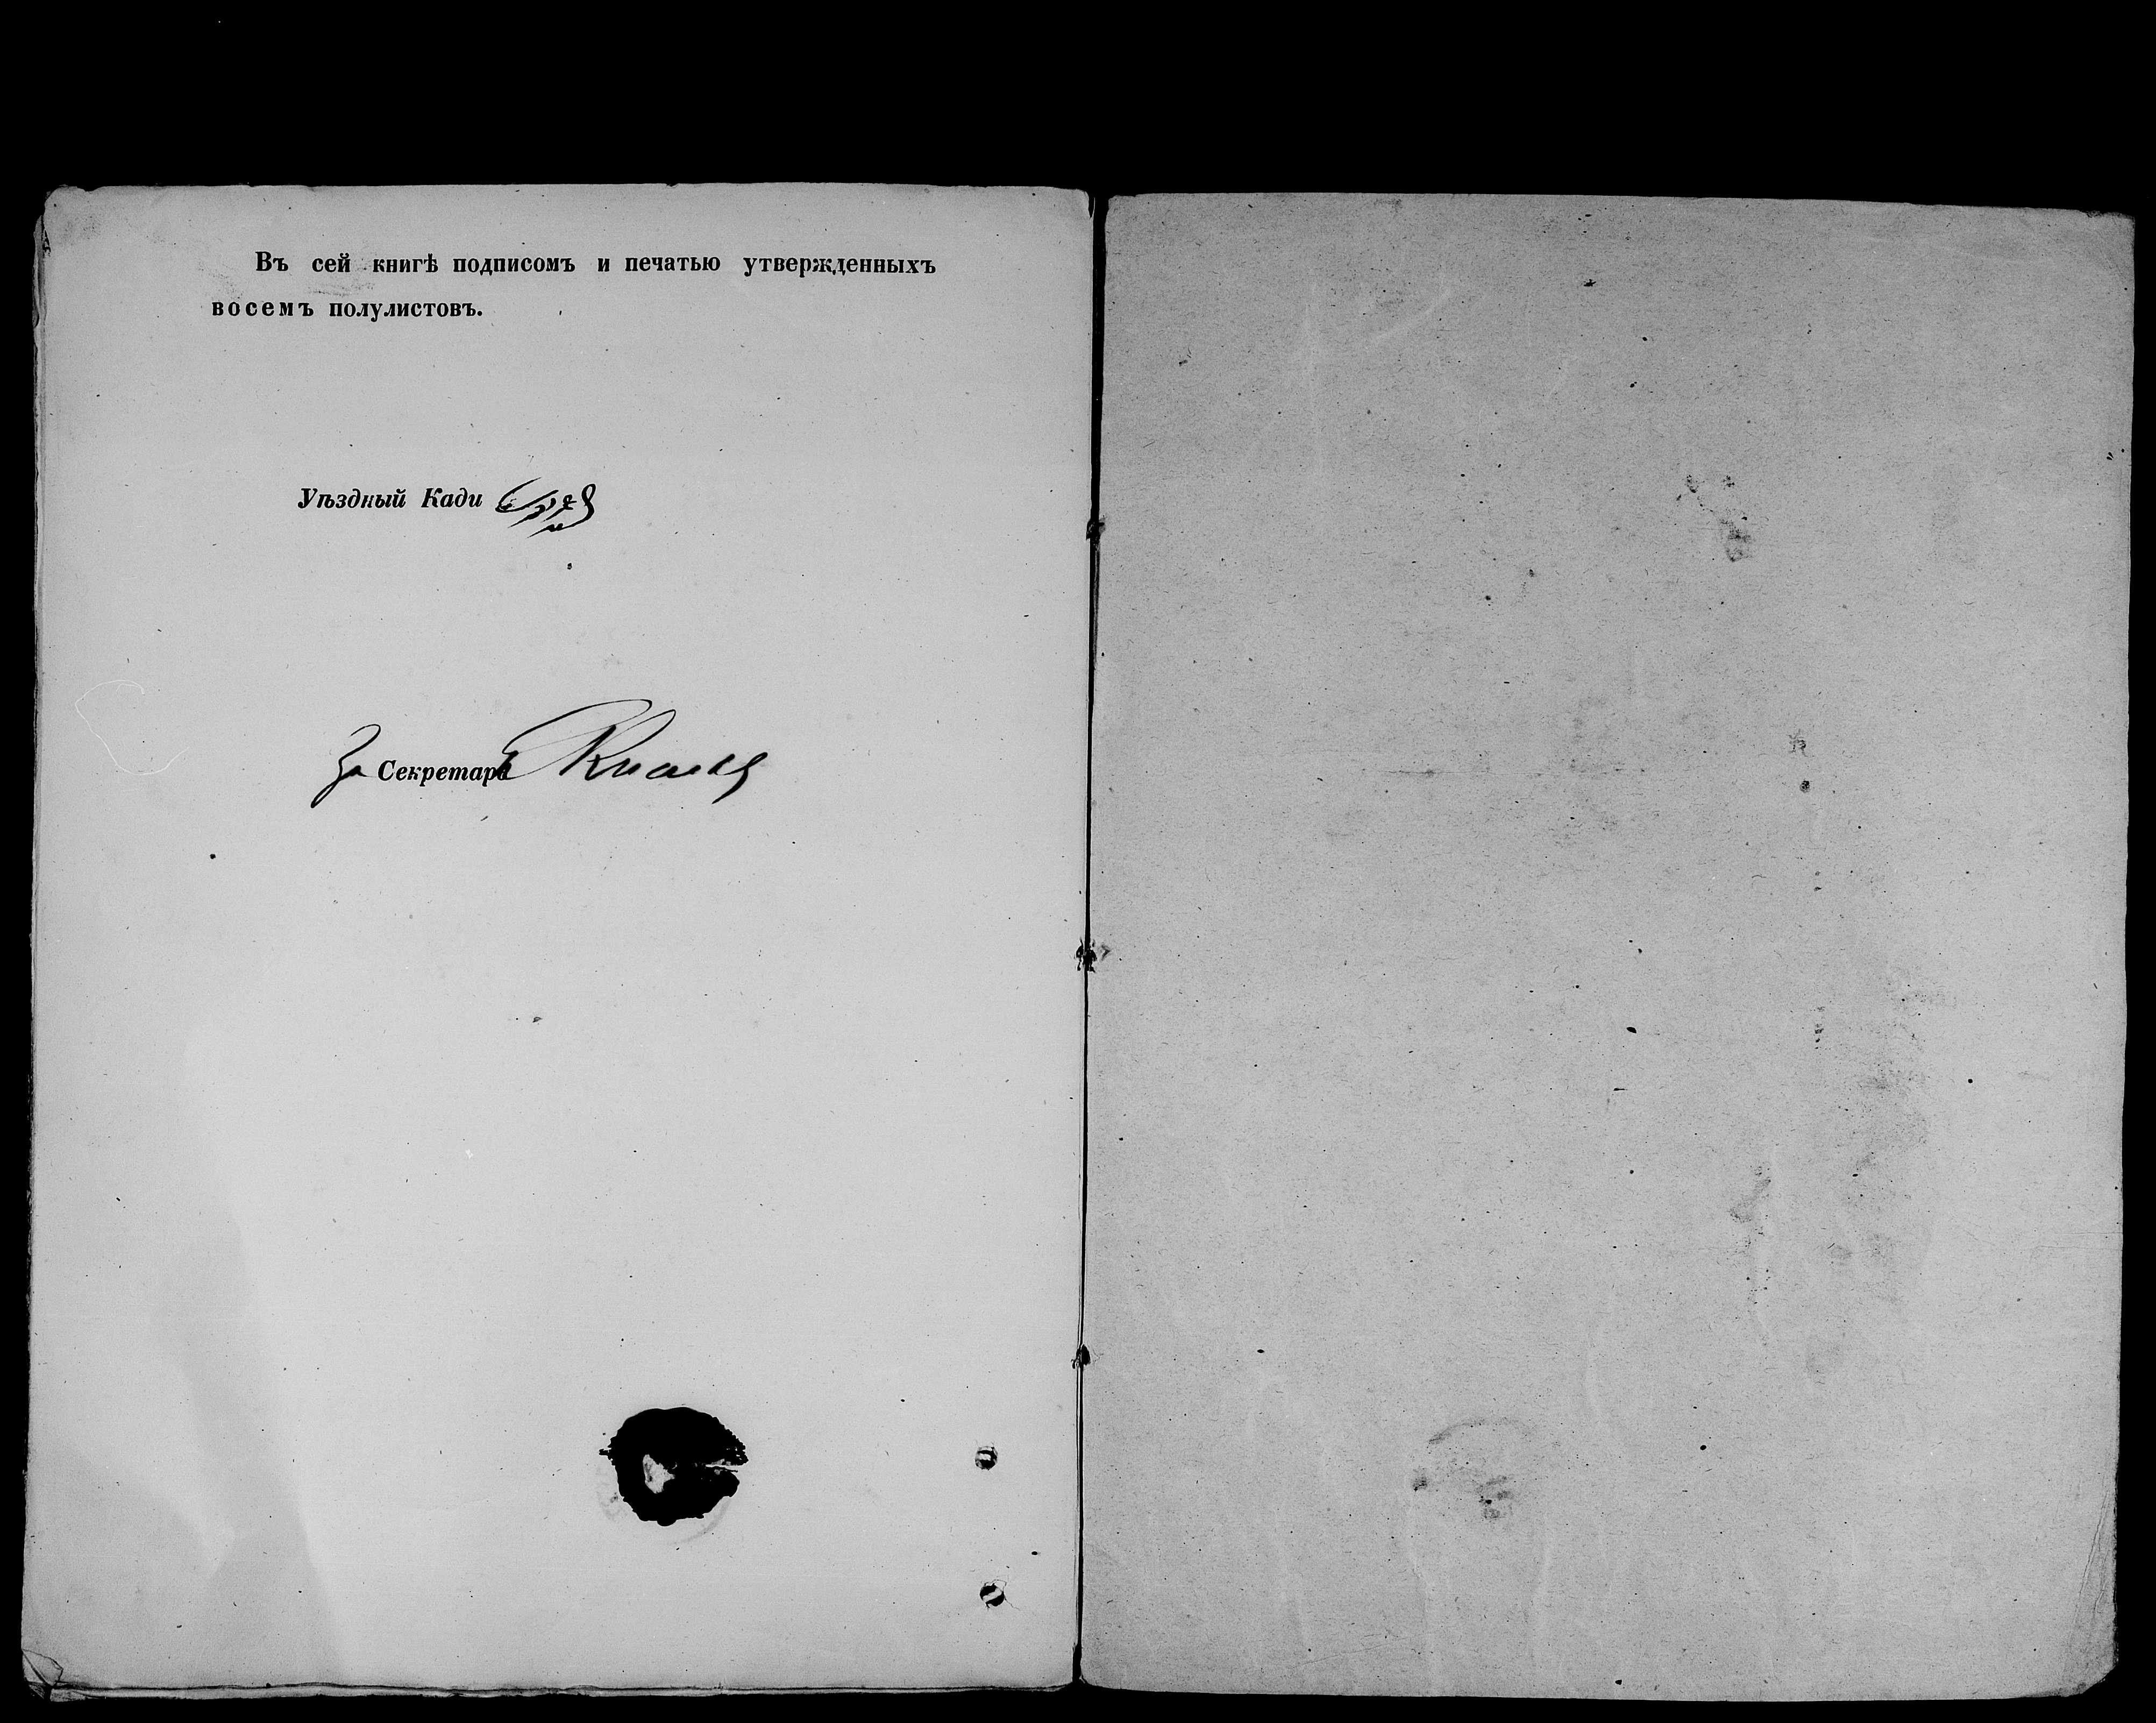 Въ сей книгѣ подписомъ и печатью утвержденныхъ
восемъ полулистовъ.
Уѣздный Кади
За Секретаря